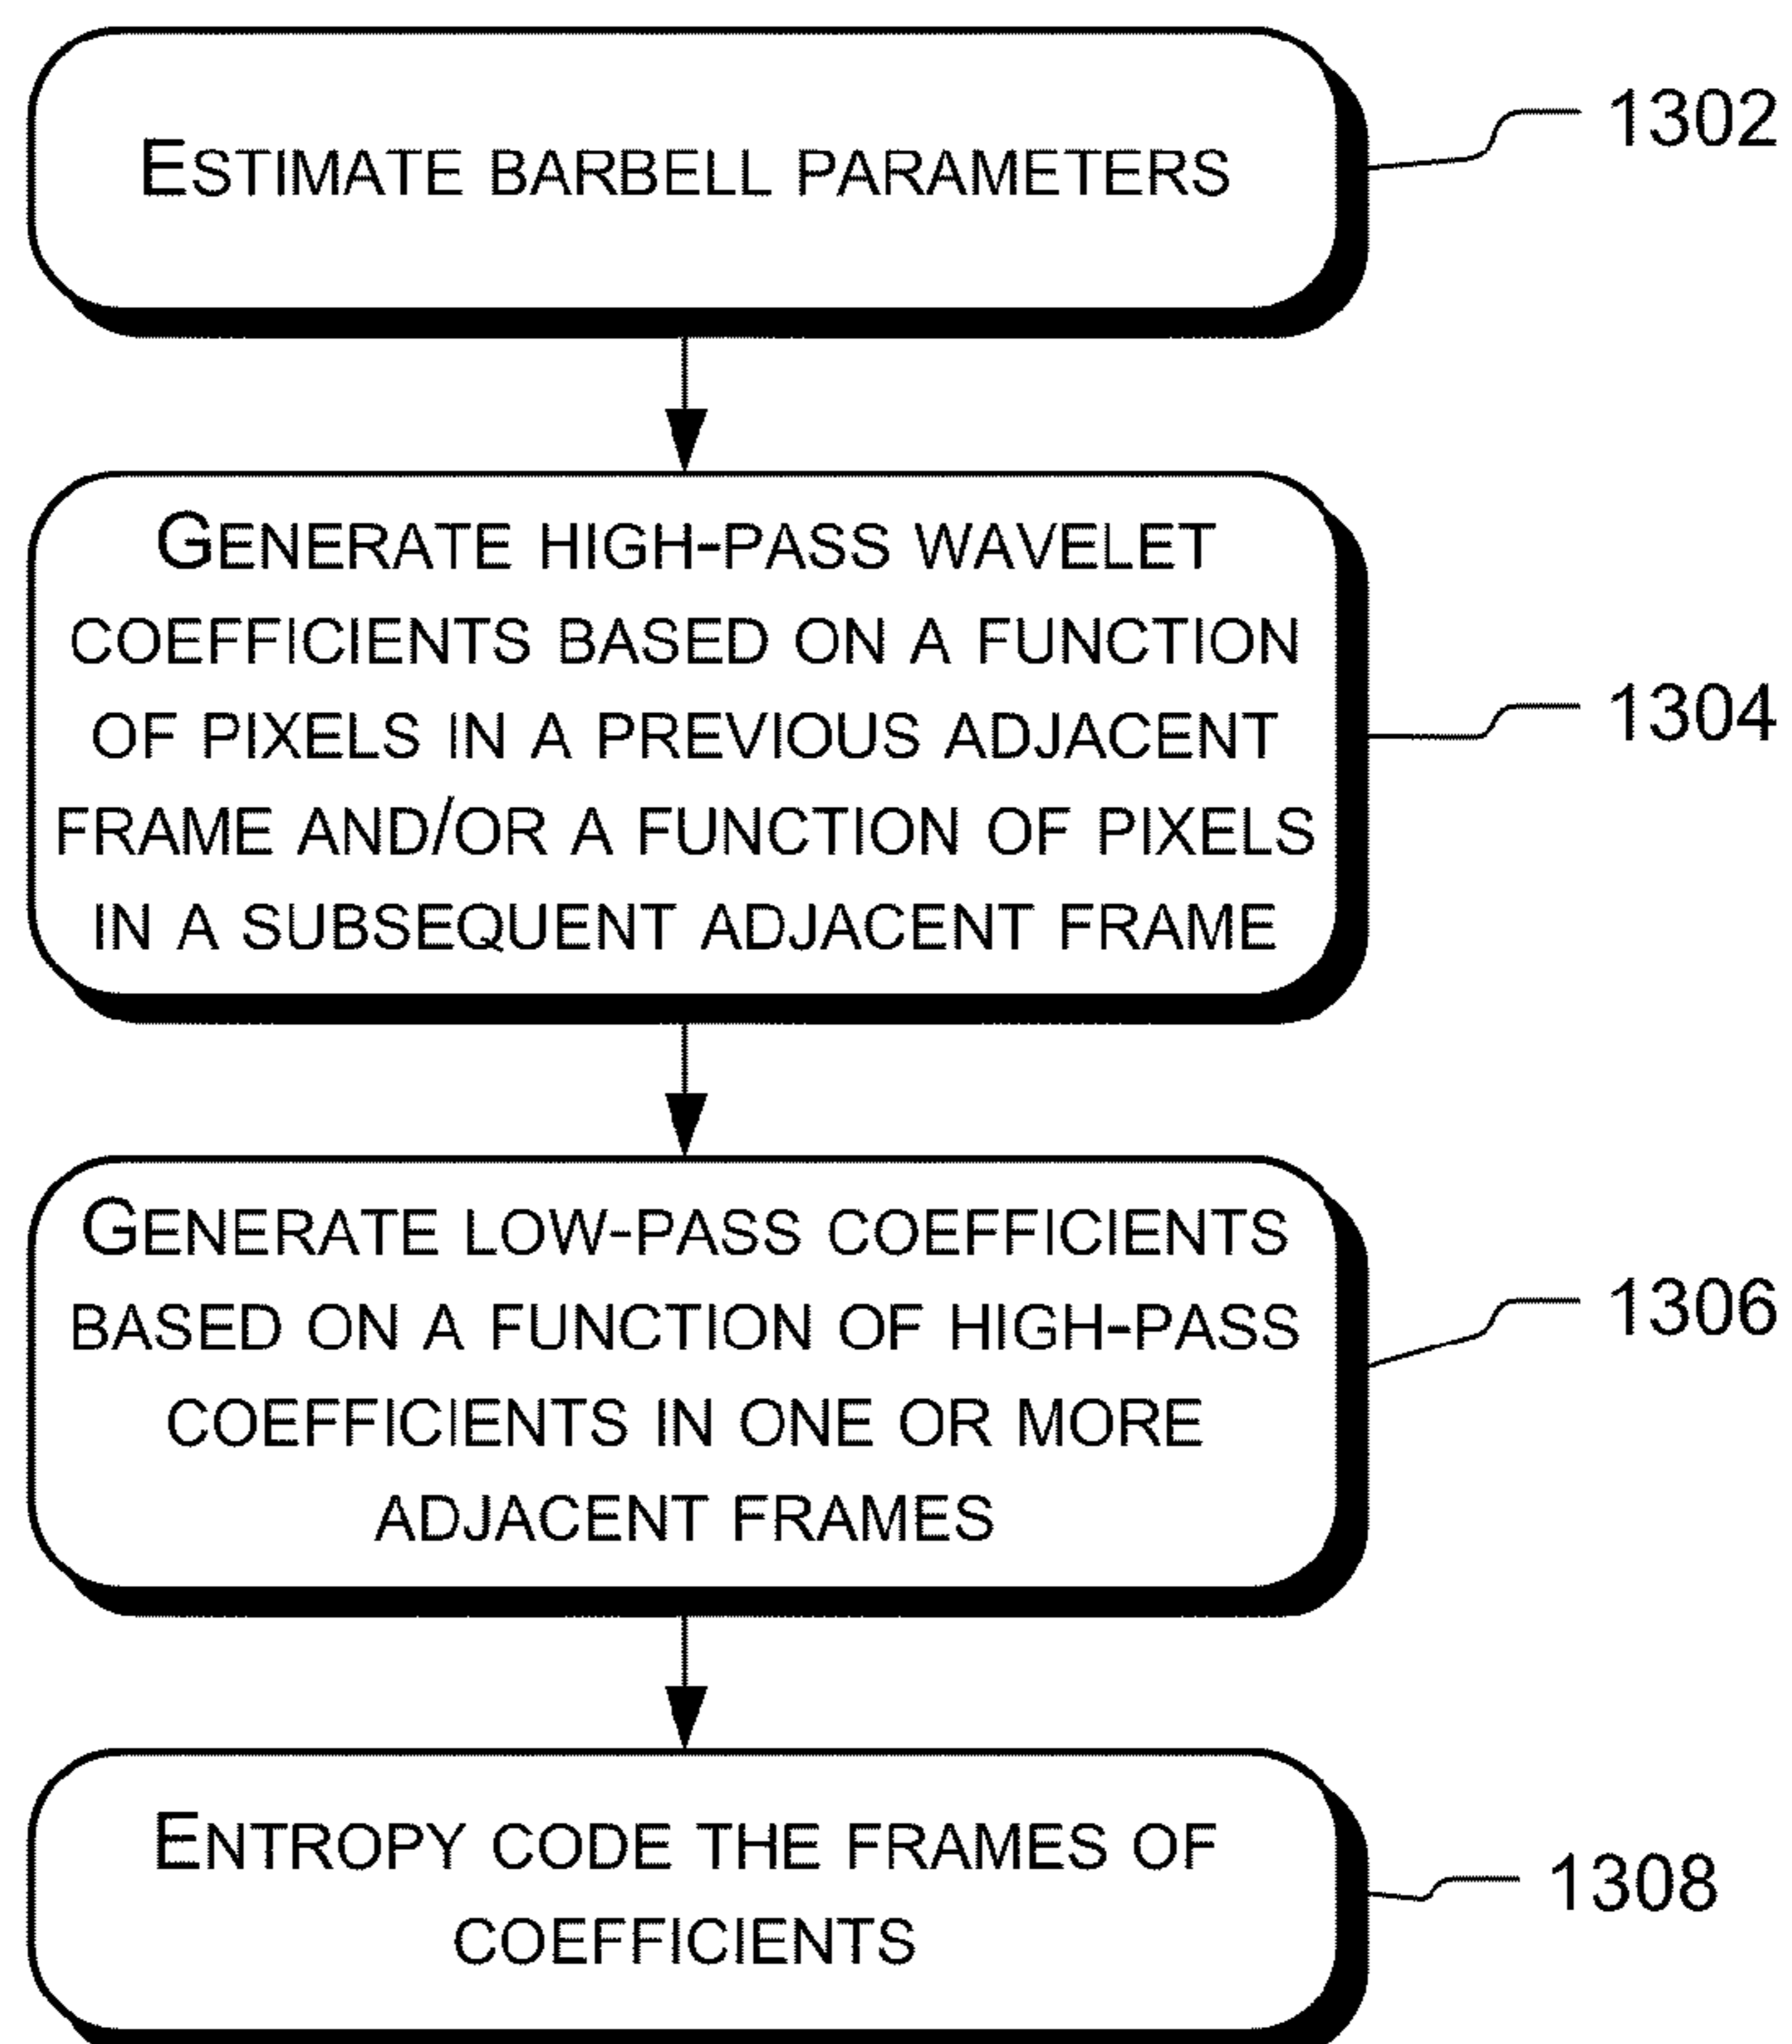 ESTIMATE BARBELL PARAMETERS
1302
GENERATE HIGH-PASS WAVELET
COEFFICIENTS BASED ON A FUNCTION
OF PIXELS IN A PREVIOUS ADJACENT
FRAME AND/OR A FUNCTION OF PIXELS
IN A SUBSEQUENT ADJACENT FRAME
1304
GENERATE LOW-PASS COEFFICIENTS
BASED ON A FUNCTION OF HIGH-PASS
COEFFICIENTS IN ONE OR MORE
ADJACENT FRAMES
1306
ENTROPY CODE THE FRAMES OF
COEFFICIENTS
1308